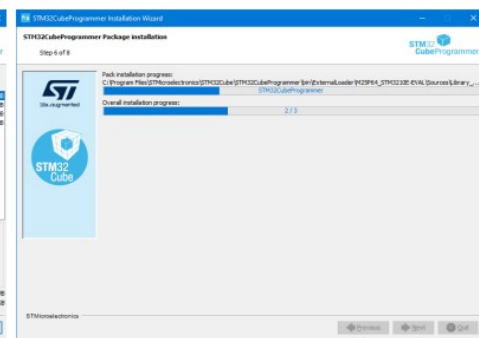 STM32CubeProgrammer Installation Wizard
STM32CubeProgrammer Package installation
Step 6 of 8
STM32
CubeProgrammer
Pack installation progress:
C:\Program Files\STMicroelectronics\STM32Cube\STM32CubeProgrammer\bin\ExternalLoader\M25P64_STM3210E-EVAL\Sources\Library_...
STM32CubeProgrammer
Overall installation progress:
2 / 3
life.augmented
STM32
Cube
STMicroelectronics
Previous
Next
Quit